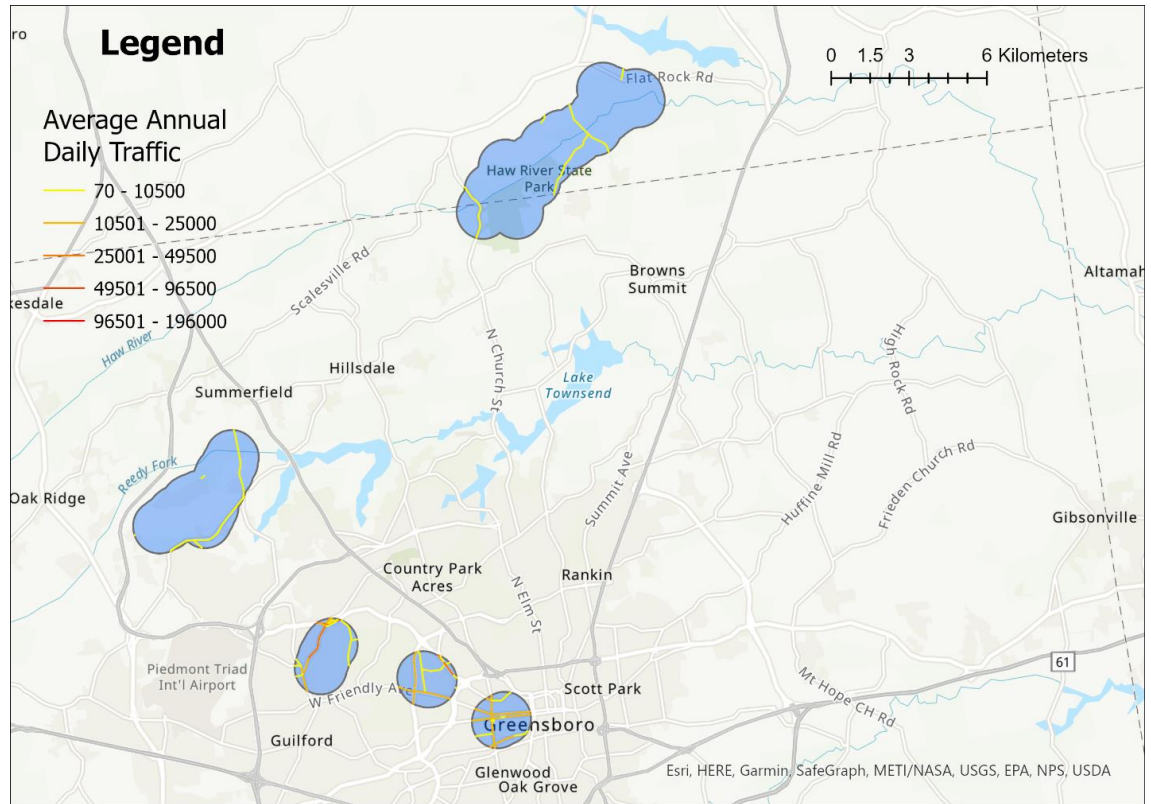 ro
Legend
Average Annual
Daily Traffic
70 - 10500
10501 - 25000
25001 - 49500
49501 - 96500
96501 - 196000
0 1.5 3 6 Kilometers
Flat Rock Rd
Haw River State
Park
Scalesville Rd
Browns
Summit
Altamah
kesdale
Haw River
N Church St
High Rock Rd
Hillsdale
Lake
Townsend
Summerfield
Reedy Fork
Oak Ridge
Summit Ave
Huffine Mill Rd
Frieden Church Rd
Gibsonville
Country Park
Acres
Rankin
N Elm St
Piedmont Triad
Int'l Airport
W Friendly Ave
Scott Park
61
Mt Hope CH Rd
Greensboro
Guilford
Glenwood
Oak Grove
Esri, HERE, Garmin, SafeGraph, METI/NASA, USGS, EPA, NPS, USDA